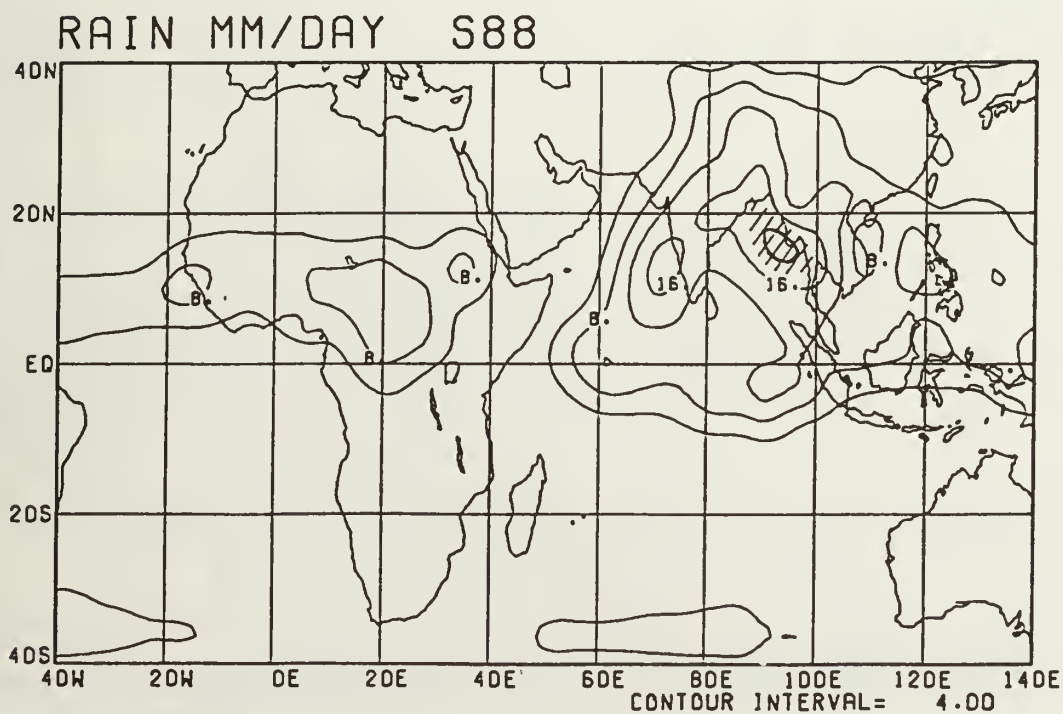 RAIN MM/DAY S88
40N
20N
8.
8.
16
16.
8.
8.
EQ
8
20S
40S
40W 20W 0E 20E 40E 60E 80E 100E 120E 140E
CONTOUR INTERVAL= 4.00